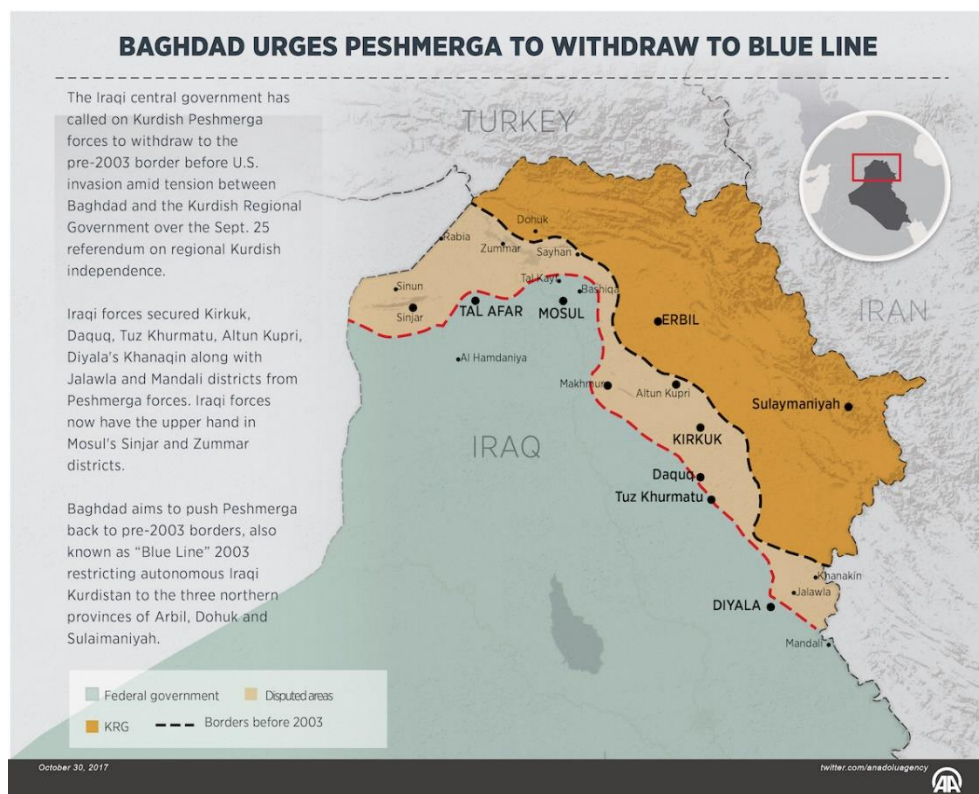 BAGHDAD URGES PESHMERGA TO WITHDRAW TO BLUE LINE
The Iraqi central government has
called on Kurdish Peshmerga
forces to withdraw to the
pre-2003 border before U.S.
invasion amid tension between
Baghdad and the Kurdish Regional
Government over the Sept. 25
referendum on regional Kurdish
independence.
Iraqi forces secured Kirkuk,
Daquq, Tuz Khurmatu, Altun Kupri,
Diyala's Khanaqin along with
Jalawla and Mandali districts from
Peshmerga forces. Iraqi forces
now have the upper hand in
Mosul's Sinjar and Zummar
districts.
Baghdad aims to push Peshmerga
back to pre-2003 borders, also
known as “Blue Line” 2003
restricting autonomous Iraqi
Kurdistan to the three northern
provinces of Arbil, Dohuk and
Sulaimaniyah.
TURKEY
IRAN
IRAQ
Dohuk
Rabia
Zummar
Sayhan
Tal Kayf
Bashiqa
Sinun
Sinjar
TAL AFAR
MOSUL
ERBIL
Al Hamdaniya
Makhmur
Altun Kupri
Sulaymaniyah
KIRKUK
Daquq
Tuz Khurmatu
Khanakin
Jalawla
DIYALA
Mandali
Federal government
Disputed areas
KRG
Borders before 2003
October 30, 2017
twitter.com/anadoluagency
AA